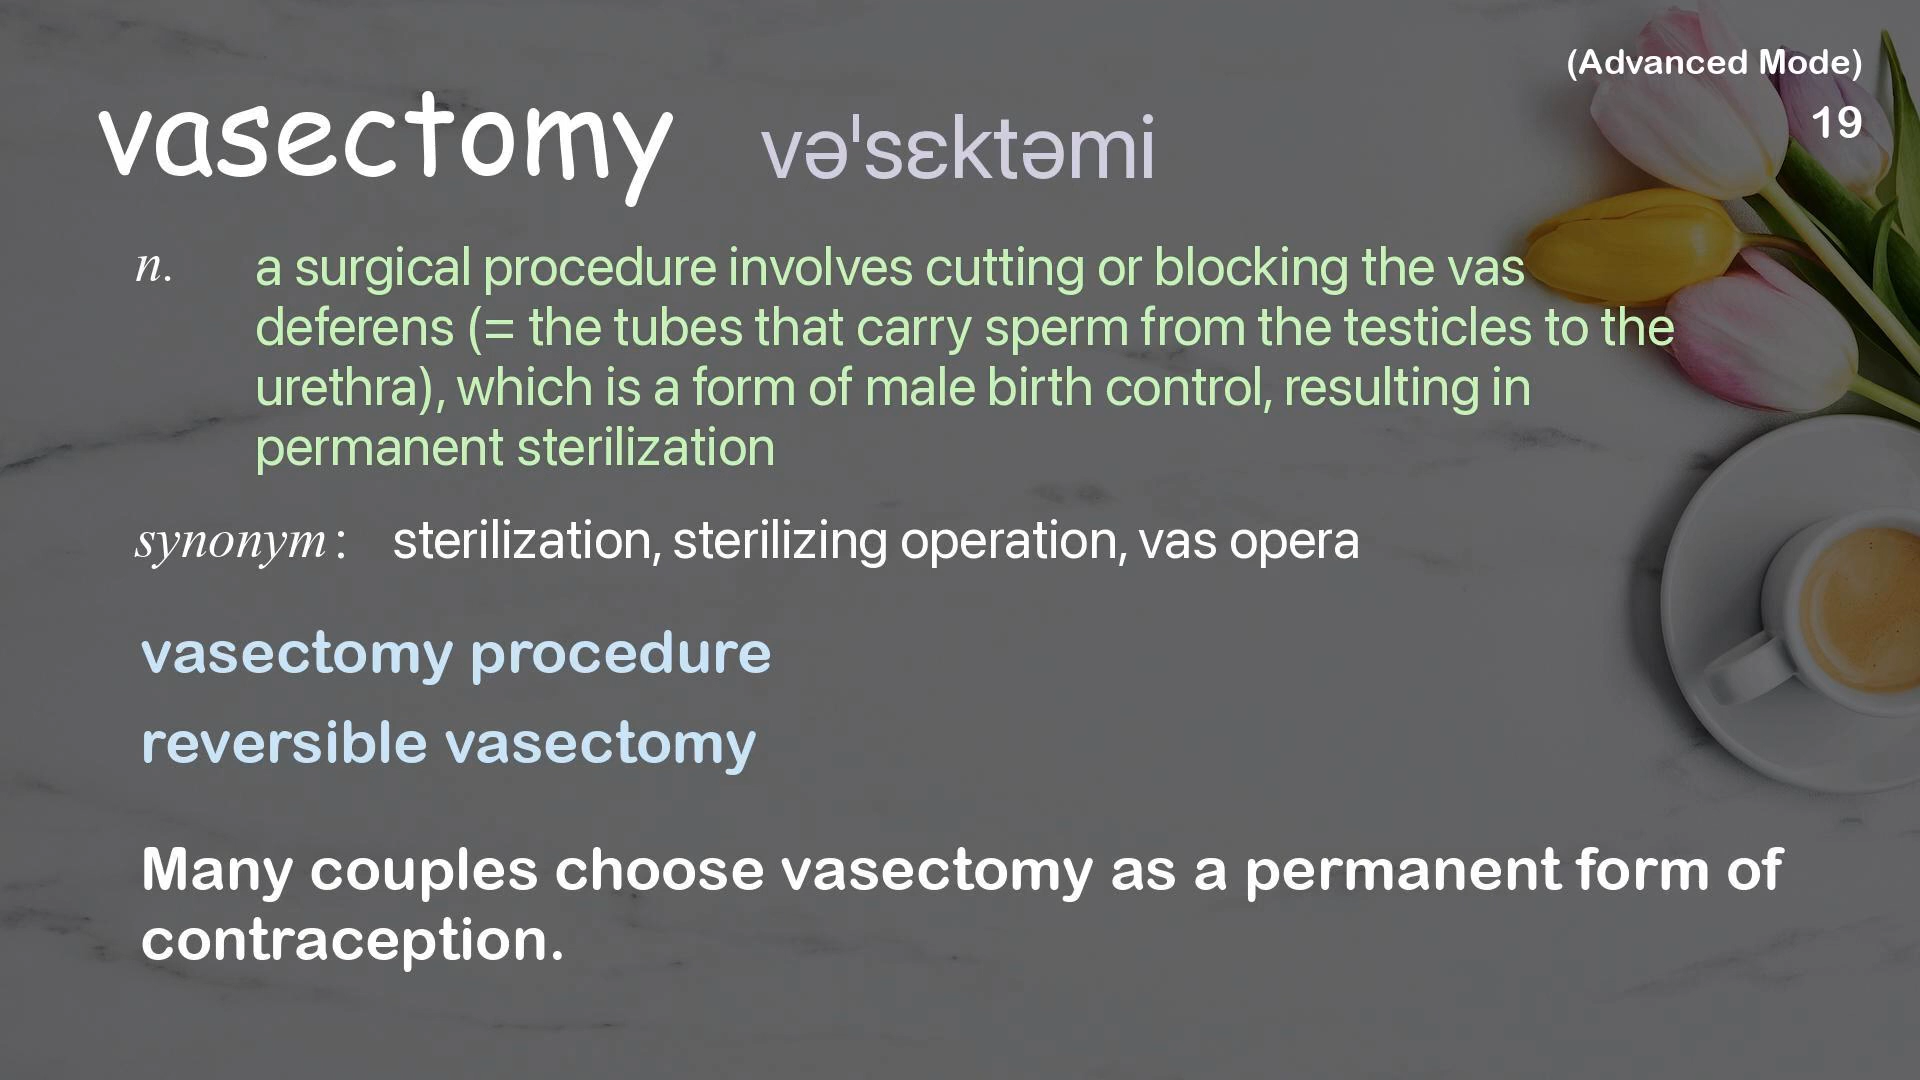 (Advanced Mode)
19
vasectomy vəˈsɛktəmi
n. a surgical procedure involves cutting or blocking the vas
deferens (= the tubes that carry sperm from the testicles to the
urethra), which is a form of male birth control, resulting in
permanent sterilization
synonym: sterilization, sterilizing operation, vas opera
vasectomy procedure
reversible vasectomy
Many couples choose vasectomy as a permanent form of
contraception.